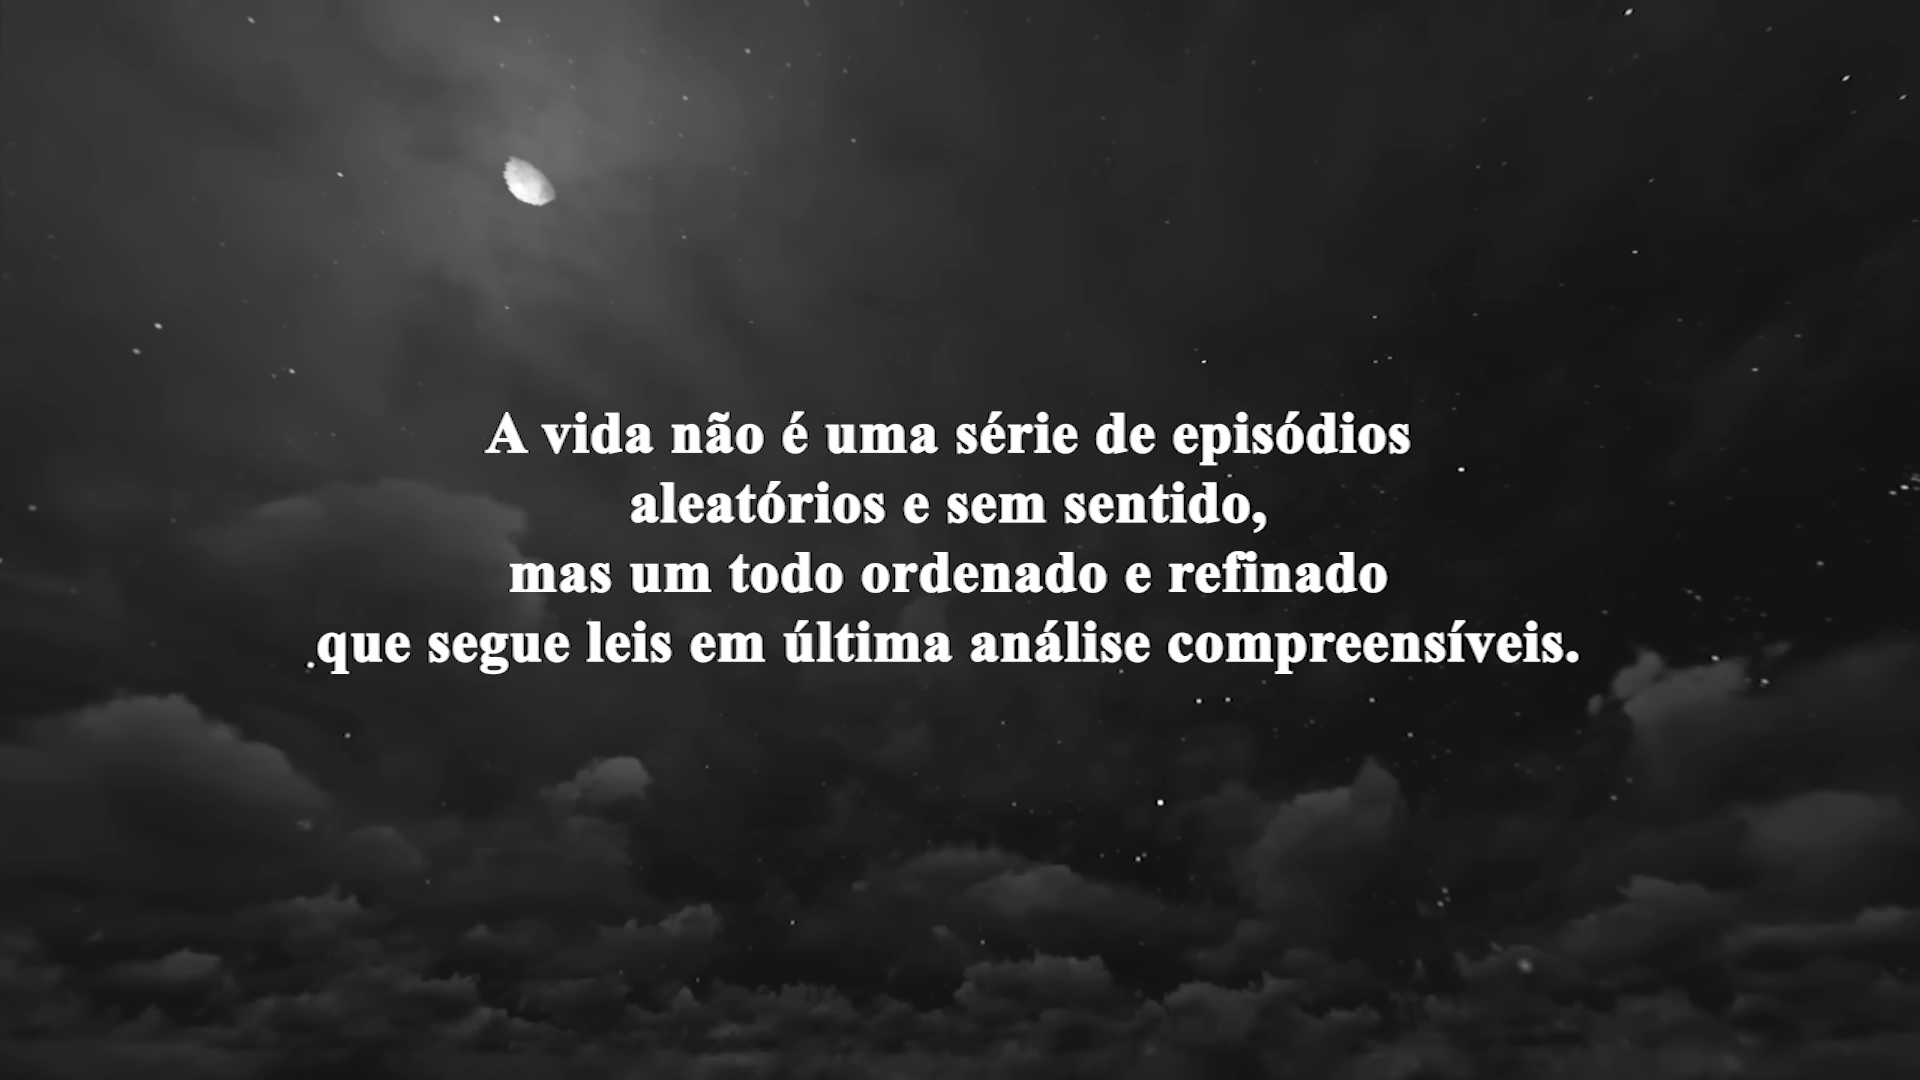 A vida não é uma série de episódios
aleatórios e sem sentido,
mas um todo ordenado e refinado
que segue leis em última análise compreensíveis.